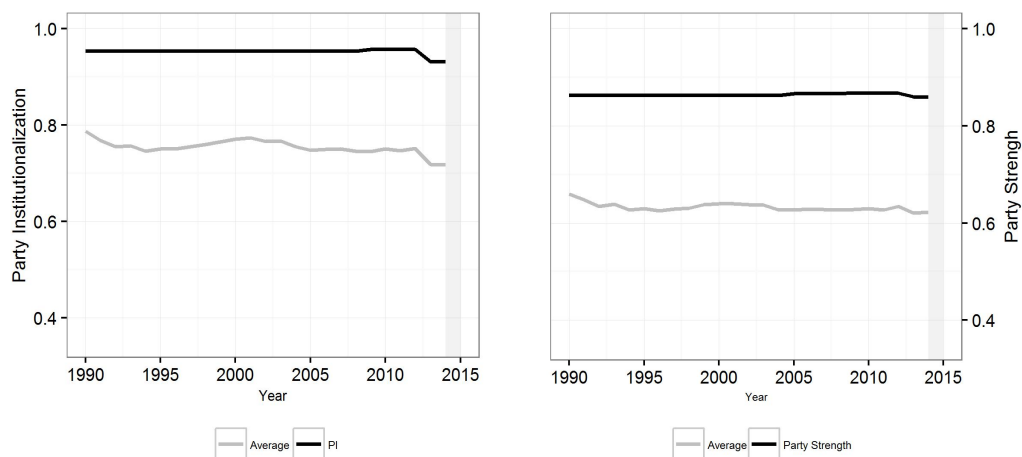 Party Institutionalization
1.0
0.8
0.6
0.4
1990 1995 2000 2005 2010 2015
Year
Average PI
1.0
0.8
0.6
0.4
Party Strengh
1990 1995 2000 2005 2010 2015
Year
Average Party Strength